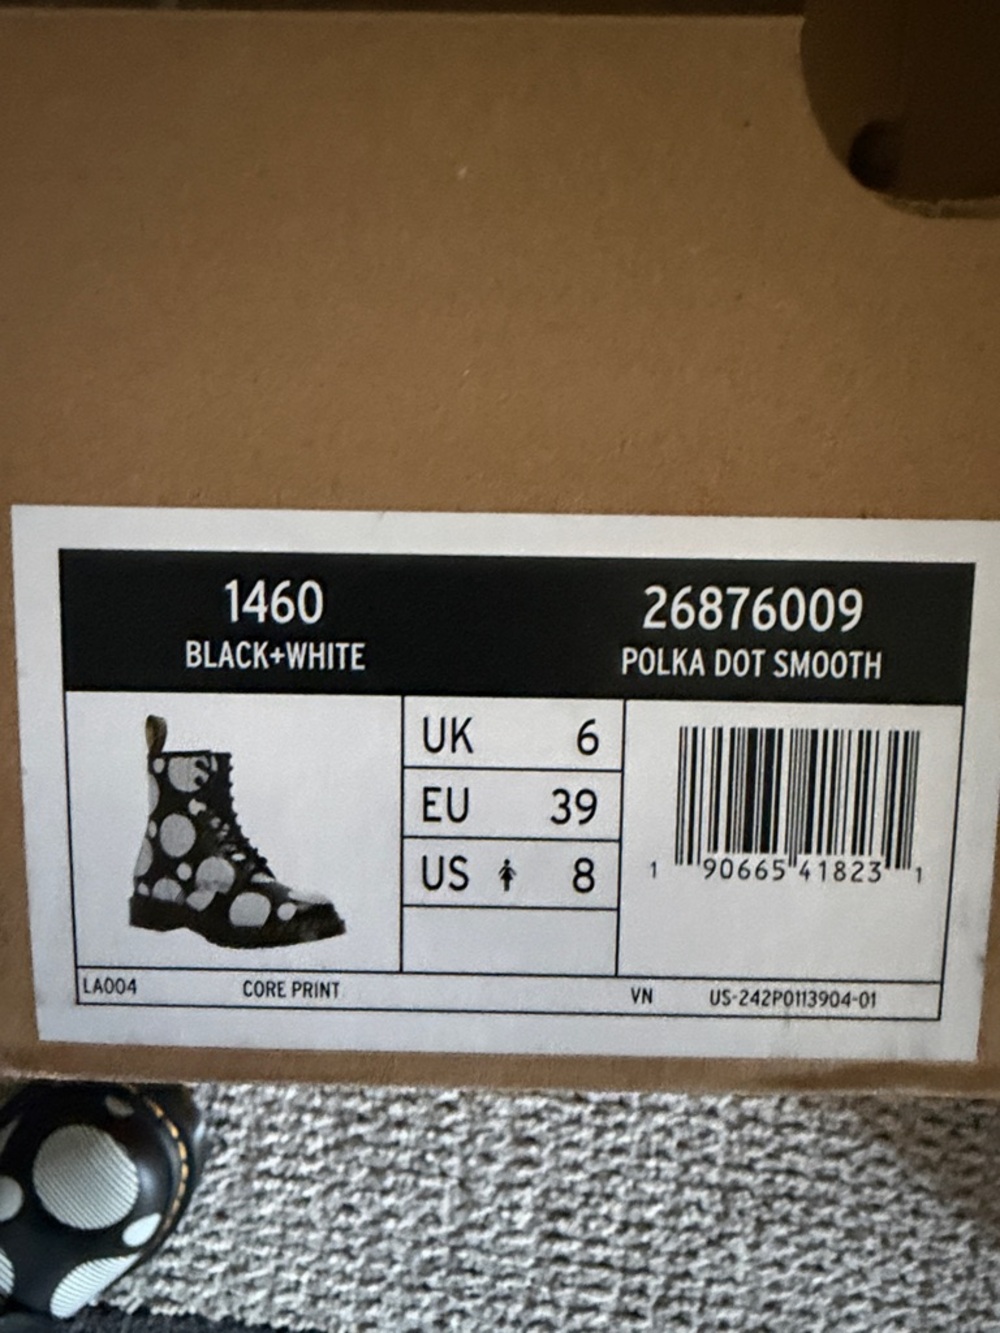 1460
BLACK+WHITE
26876009
POLKA DOT SMOOTH
UK 6
EU 39
US 8
1 90665 41823 1
LA004 CORE PRINT VN US-242P0113904-01